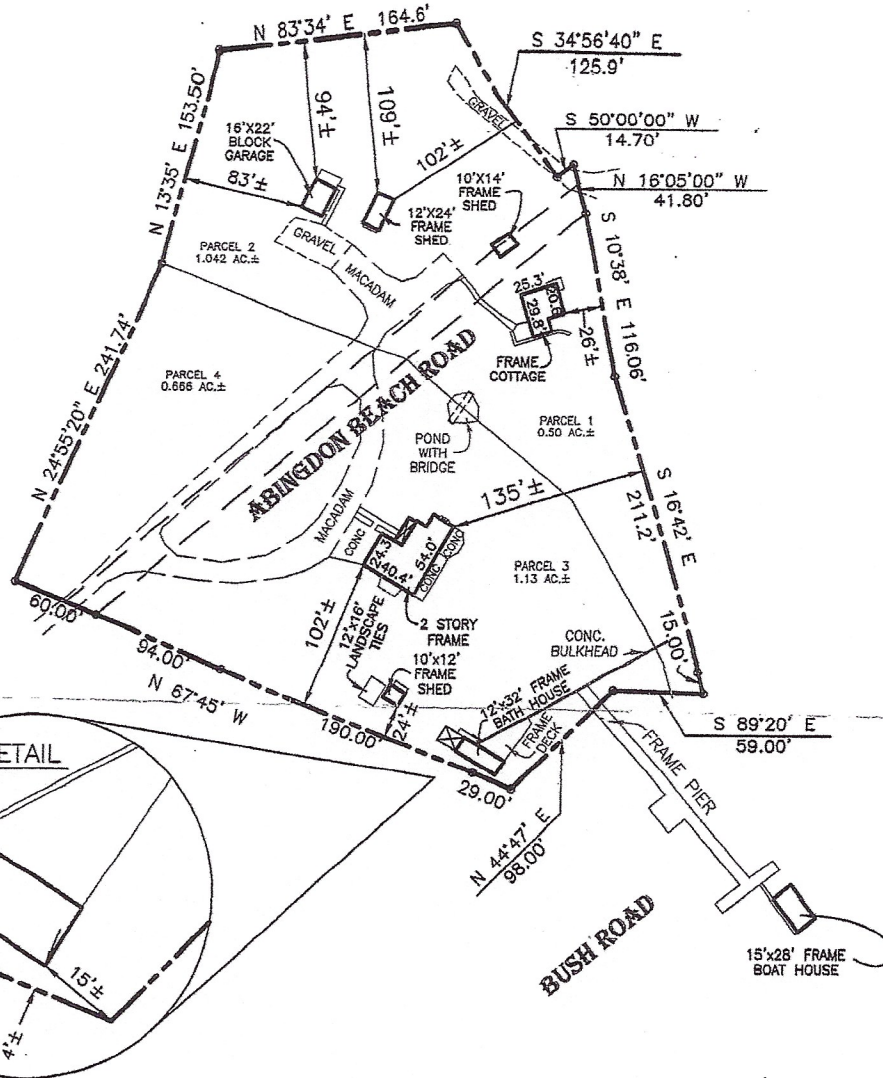 N 83°34' E 164.6'
S 34°56'40" E
125.9'
S 50°00'00" W
14.70'
N 16°05'00" W
41.80'
N 13°35' E 153.50'
94'±
109'±
102'±
GRAVEL
16'X22'
BLOCK
GARAGE
83'±
12'X24'
FRAME
SHED
10'X14'
FRAME
SHED
S 10°38' E 116.06'
PARCEL 2
1.042 AC.±
GRAVEL
MACADAM
25.3'
29.8'
26'±
FRAME
COTTAGE
N 24°55'20" E 241.74'
PARCEL 4
0.666 AC.±
ABINGDON BEACH ROAD
PARCEL 1
0.50 AC.±
POND
WITH
BRIDGE
135'±
S 16°42' E
211.2'
MACADAM
CONC
24.3'
40.4'
54.0'
CONC
CONC
PARCEL 3
1.13 AC.±
60.00'
94.00'
102'±
12'x16'
LANDSCAPE
TIES
2 STORY
FRAME
CONC.
BULKHEAD
15.00'
10'x12'
FRAME
SHED
N 67°45' W
190.00'
24'±
12'x32' FRAME
BATH HOUSE
FRAME
DECK
S 89°20' E
59.00'
29.00'
N 44°47' E
98.00'
FRAME PIER
ETAIL
15'±
4'±
BUSH ROAD
15'x28' FRAME
BOAT HOUSE